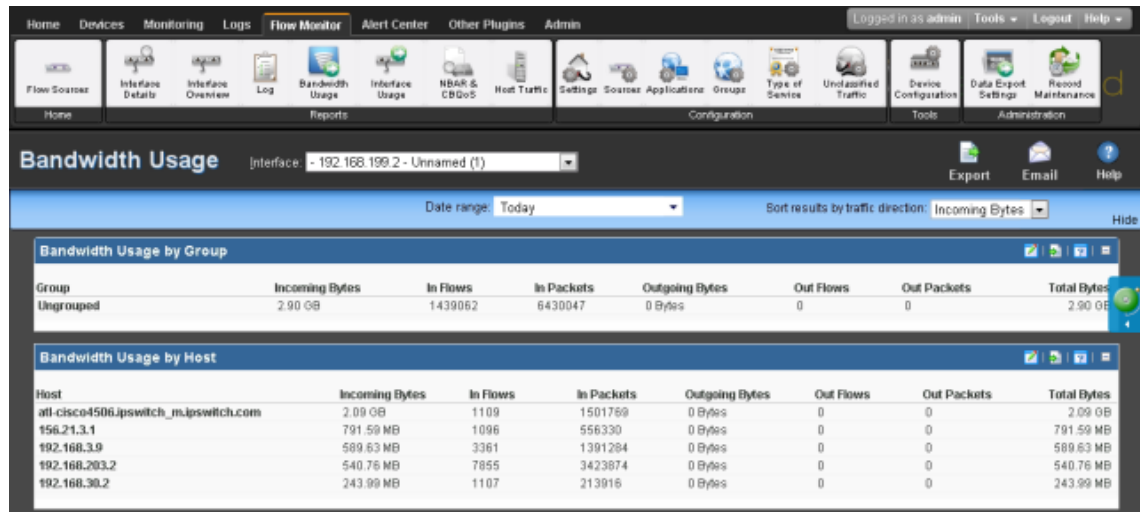 Home Devices Monitoring Logs Flow Monitor Alert Center Other Plugins Admin Logged in as admin Tools Logout Help
Flow Sources Interface Details Interface Overview Log Bandwidth Usage Interface Usage NBAR & CBQoS Host Traffic Settings Sources Applications Groups Type of Service Unclassified Traffic Device Configuration Data Export Settings Record Maintenance d
Home Reports Configuration Tools Administration
Bandwidth Usage Interface: - 192.168.199.2 - Unnamed (1) Export Email Help
Date range: Today Sort results by traffic direction: Incoming Bytes Hide
Bandwidth Usage by Group
Group Incoming Bytes In Flows In Packets Outgoing Bytes Out Flows Out Packets Total Bytes
Ungrouped 2.90 GB 1439062 6430047 0 Bytes 0 0 2.90 GB
Bandwidth Usage by Host
Host Incoming Bytes In Flows In Packets Outgoing Bytes Out Flows Out Packets Total Bytes
atl-cisco4506.ipswitch_m.ipswitch.com 2.09 GB 1109 1501769 0 Bytes 0 0 2.09 GB
156.21.3.1 791.59 MB 1096 556330 0 Bytes 0 0 791.59 MB
192.168.3.9 589.63 MB 3361 1391284 0 Bytes 0 0 589.63 MB
192.168.203.2 540.76 MB 7855 3423874 0 Bytes 0 0 540.76 MB
192.168.30.2 243.99 MB 1107 213916 0 Bytes 0 0 243.99 MB